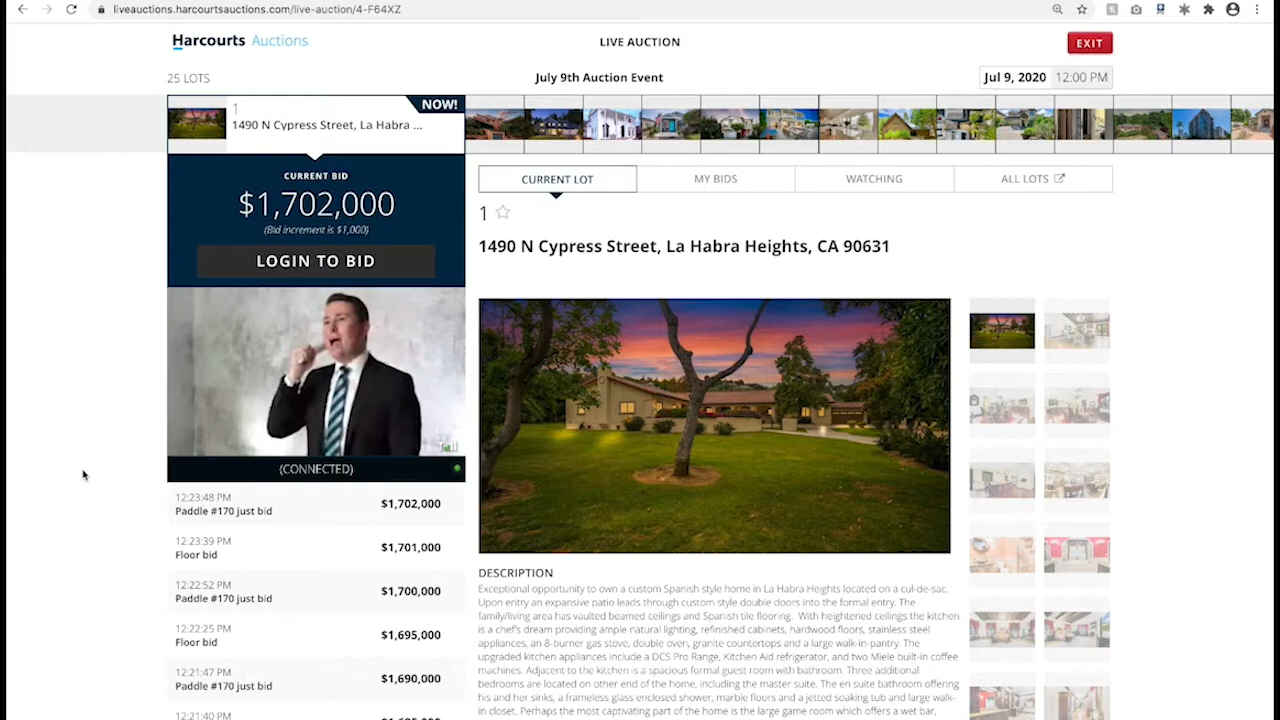 liveauctions.harcourtsauctions.com/live-auction/4-F64XZ
Harcourts Auctions
LIVE AUCTION
EXIT
25 LOTS
July 9th Auction Event
Jul 9, 2020 12:00 PM
1
NOW!
1490 N Cypress Street, La Habra ...
CURRENT BID
$1,702,000
(Bid increment is $1,000)
LOGIN TO BID
(CONNECTED)
12:23:48 PM
Paddle #170 just bid
$1,702,000
12:23:39 PM
Floor bid
$1,701,000
12:22:52 PM
Paddle #170 just bid
$1,700,000
12:22:25 PM
Floor bid
$1,695,000
12:21:47 PM
Paddle #170 just bid
$1,690,000
12:21:40 PM
CURRENT LOT
MY BIDS
WATCHING
ALL LOTS
1
1490 N Cypress Street, La Habra Heights, CA 90631
DESCRIPTION
Exceptional opportunity to own a custom Spanish style home in La Habra Heights located on a cul-de-sac.
Upon entry an expansive patio leads through custom style double doors into the formal entry. The
family/living area has vaulted beamed ceilings and Spanish tile flooring. With heightened ceilings the kitchen
is a chef's dream providing ample natural lighting, refinished cabinets, hardwood floors, stainless steel
appliances, an 8-burner gas stove, double oven, granite countertops and a large walk-in-pantry. The
upgraded kitchen appliances include a DCS Pro Range, Kitchen Aid refrigerator, and two Miele built-in coffee
machines. Adjacent to the kitchen is a spacious formal guest room with bathroom. Three additional
bedrooms are located on other end of the home, including the master suite. The en suite bathroom offering
his and her sinks, a frameless glass enclosed shower, marble floors and a jetted soaking tub and large walk-
in closet. Perhaps the most captivating part of the home is the large game room which offers a wet bar,